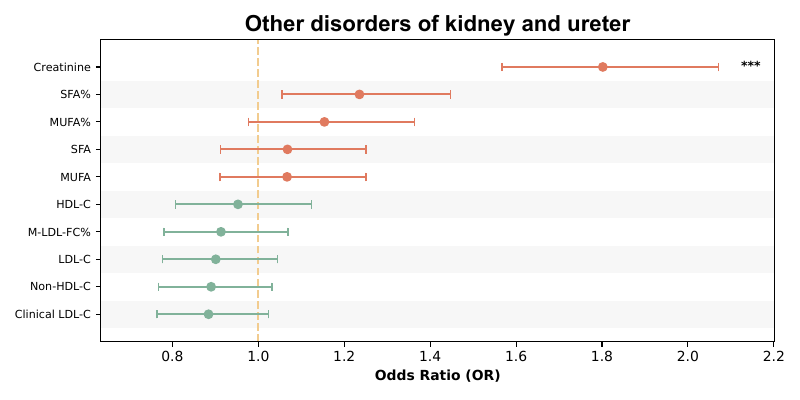 Other disorders of kidney and ureter
Creatinine
***
SFA%
MUFA%
SFA
MUFA
HDL-C
M-LDL-FC%
LDL-C
Non-HDL-C
Clinical LDL-C
0.8 1.0 1.2 1.4 1.6 1.8 2.0 2.2
Odds Ratio (OR)